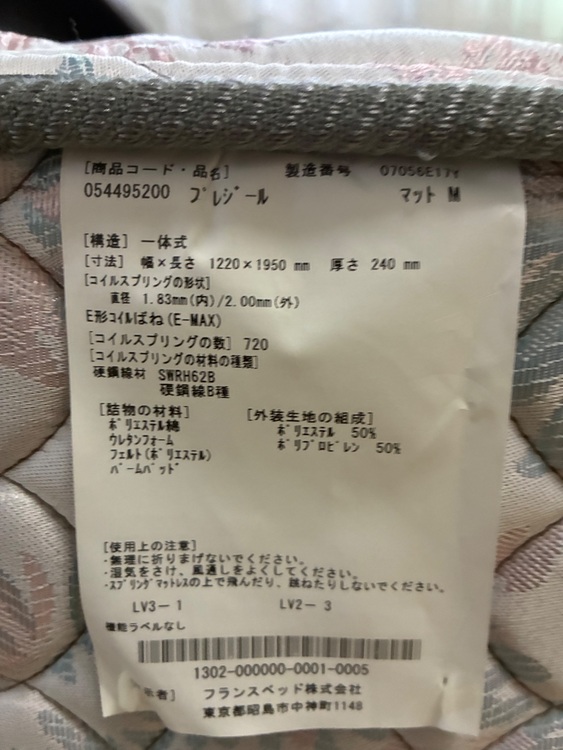 [商品コード・品名] 製造番号 07056E17Y
054495200 プレジール マット M
[構造] 一体式
[寸法] 幅×長さ 1220×1950 mm 厚さ 240 mm
[コイルスプリングの形状]
直径 1.83mm(内)/2.00mm(外)
E形コイルばね(E-MAX)
[コイルスプリングの数] 720
[コイルスプリングの材料の種類]
硬鋼線材 SWRH62B
硬鋼線B種
[詰物の材料] [外装生地の組成]
ポリエステル綿 ポリエステル 50%
ウレタンフォーム ポリプロピレン 50%
フェルト(ポリエステル)
パームパッド
[使用上の注意]
・無理に折りまげないでください。
・湿気をさけ、風通しをよくしてください。
・スプリングマットレスの上で飛んだり、跳ねたりしないでください。
LV3-1 LV2-3
機能ラベルなし
1302-000000-0001-0005
者] フランスベッド株式会社
東京都昭島市中神町1148